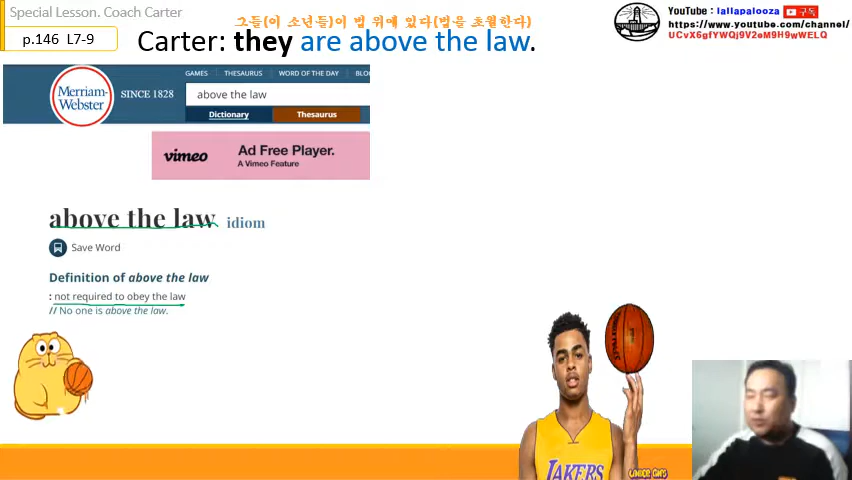 Special Lesson. Coach Carter
그들(이 소년들)이 법 위에 있다(법을 초월한다)
p.146 L7-9
Carter: they are above the law.
YouTube : lallapalooza 구독
https://www.youtube.com/channel/
UCvX6gfYWQj9V2eM9H9wWELQ
GAMES THESAURUS WORD OF THE DAY BLO
Merriam-
Webster
SINCE 1828
above the law
Dictionary Thesaurus
vimeo
Ad Free Player.
A Vimeo Feature
above the law idiom
Save Word
Definition of above the law
: not required to obey the law
// No one is above the law.
LAKERS